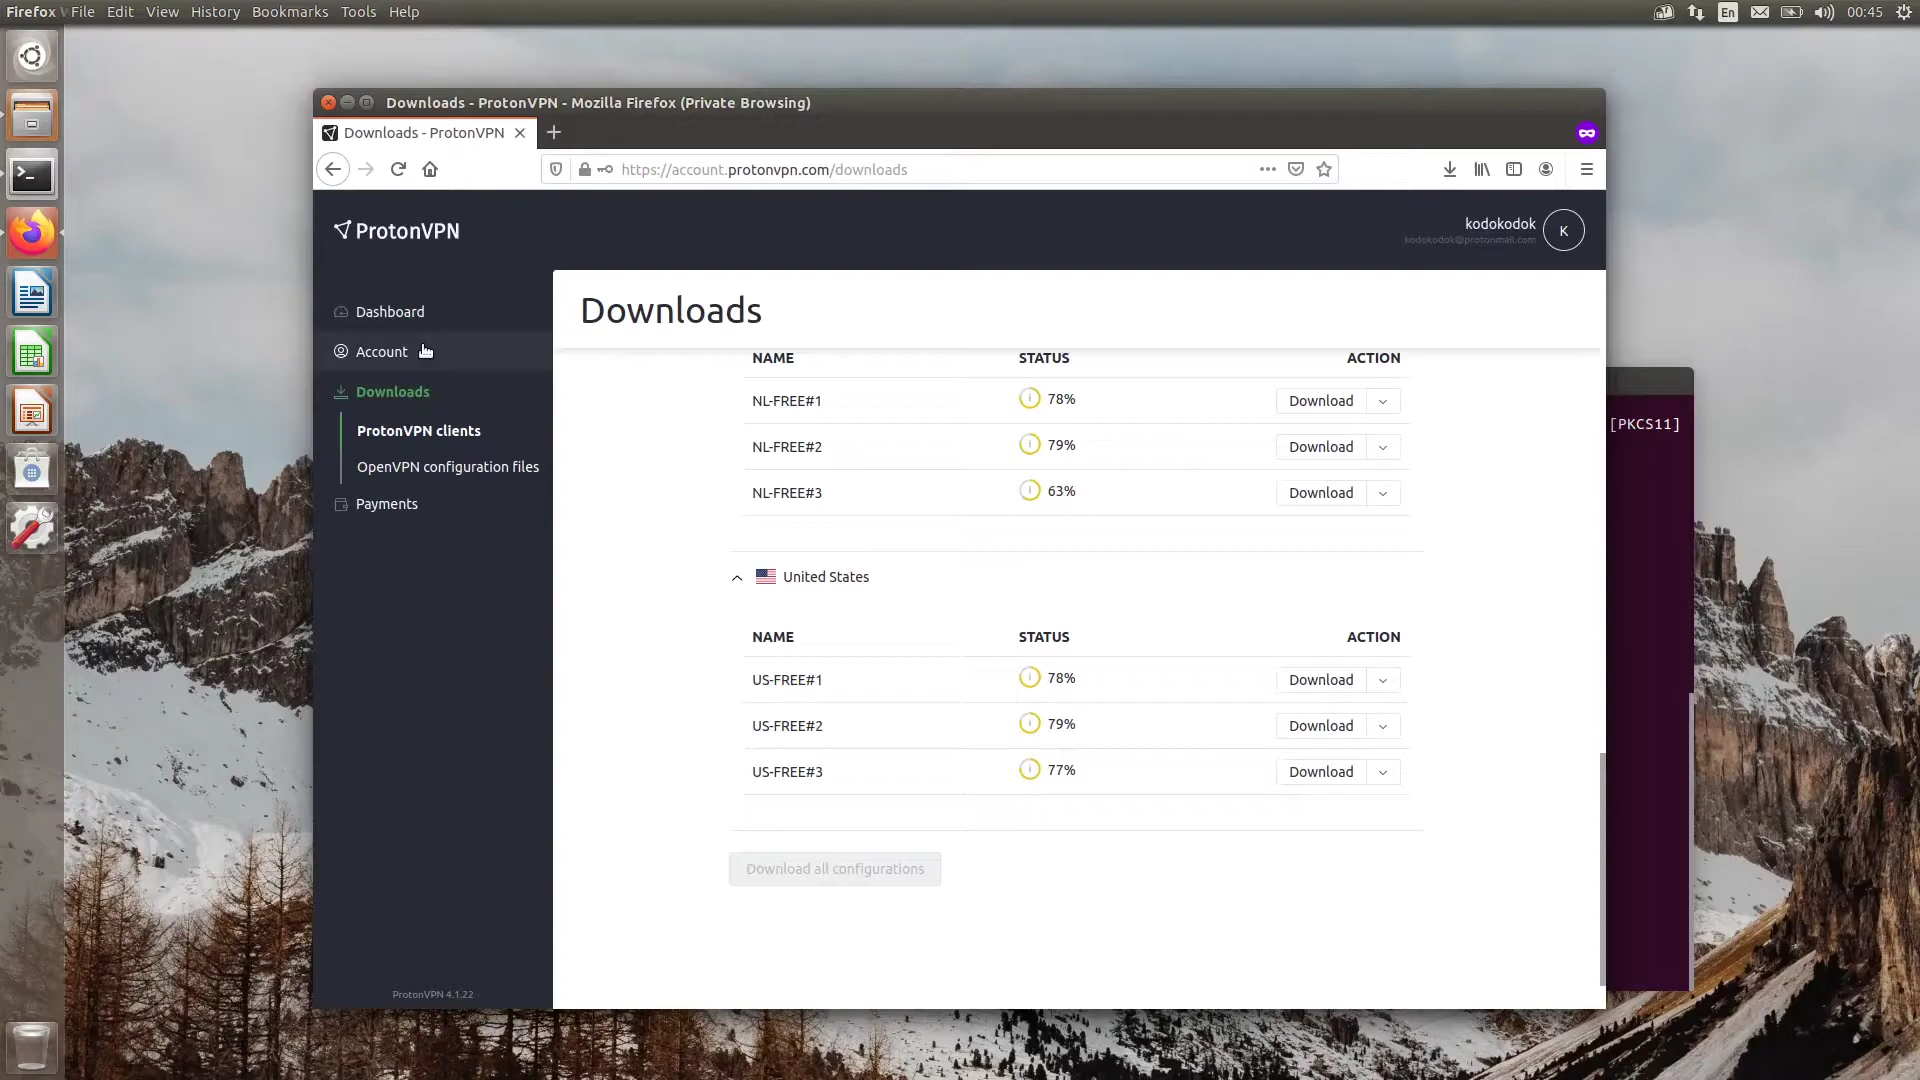 Firefox
File Edit View History Bookmarks Tools Help
En
00:45
Downloads - ProtonVPN - Mozilla Firefox (Private Browsing)
Downloads - ProtonVPN
https://account.protonvpn.com/downloads
ProtonVPN
kodokodok
kodokodok@protonmail.com
K
Dashboard
Account
Downloads
ProtonVPN clients
OpenVPN configuration files
Payments
ProtonVPN 4.1.22
Downloads
NAME STATUS ACTION
NL-FREE#1 78% Download
NL-FREE#2 79% Download
NL-FREE#3 63% Download
United States
NAME STATUS ACTION
US-FREE#1 78% Download
US-FREE#2 79% Download
US-FREE#3 77% Download
Download all configurations
[PKCS11]